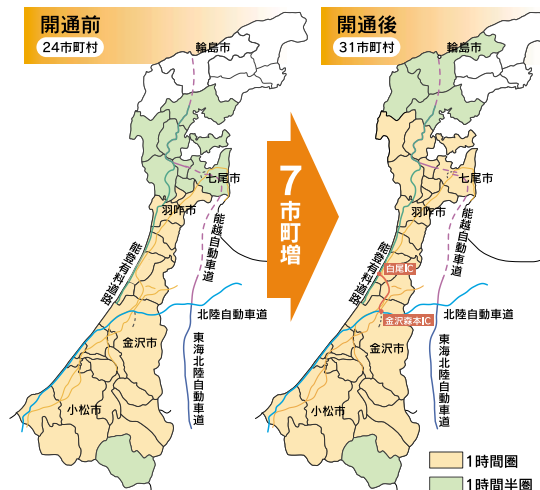 開通前
24市町村
輪島市
七尾市
羽咋市
能登有料道路
能越自動車道
北陸自動車道
金沢市
東海北陸自動車道
小松市
7市町増
開通後
31市町村
輪島市
七尾市
羽咋市
能登有料道路
能越自動車道
白尾IC
北陸自動車道
金沢森本IC
金沢市
東海北陸自動車道
小松市
1時間圏
1時間半圏